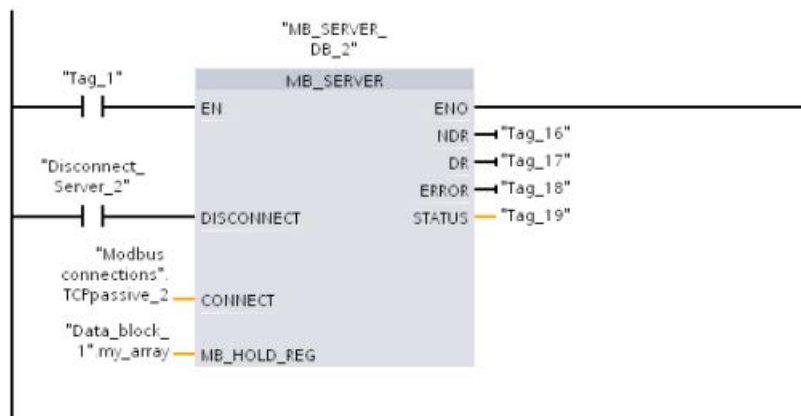 "MB_SERVER_
DB_2"
MB_SERVER
"Tag_1"
EN
ENO
NDR
"Tag_16"
DR
"Tag_17"
ERROR
"Tag_18"
"Disconnect_
Server_2"
DISCONNECT
STATUS
"Tag_19"
"Modbus
connections".
TCPpassive_2
CONNECT
"Data_block_
1".my_array
MB_HOLD_REG